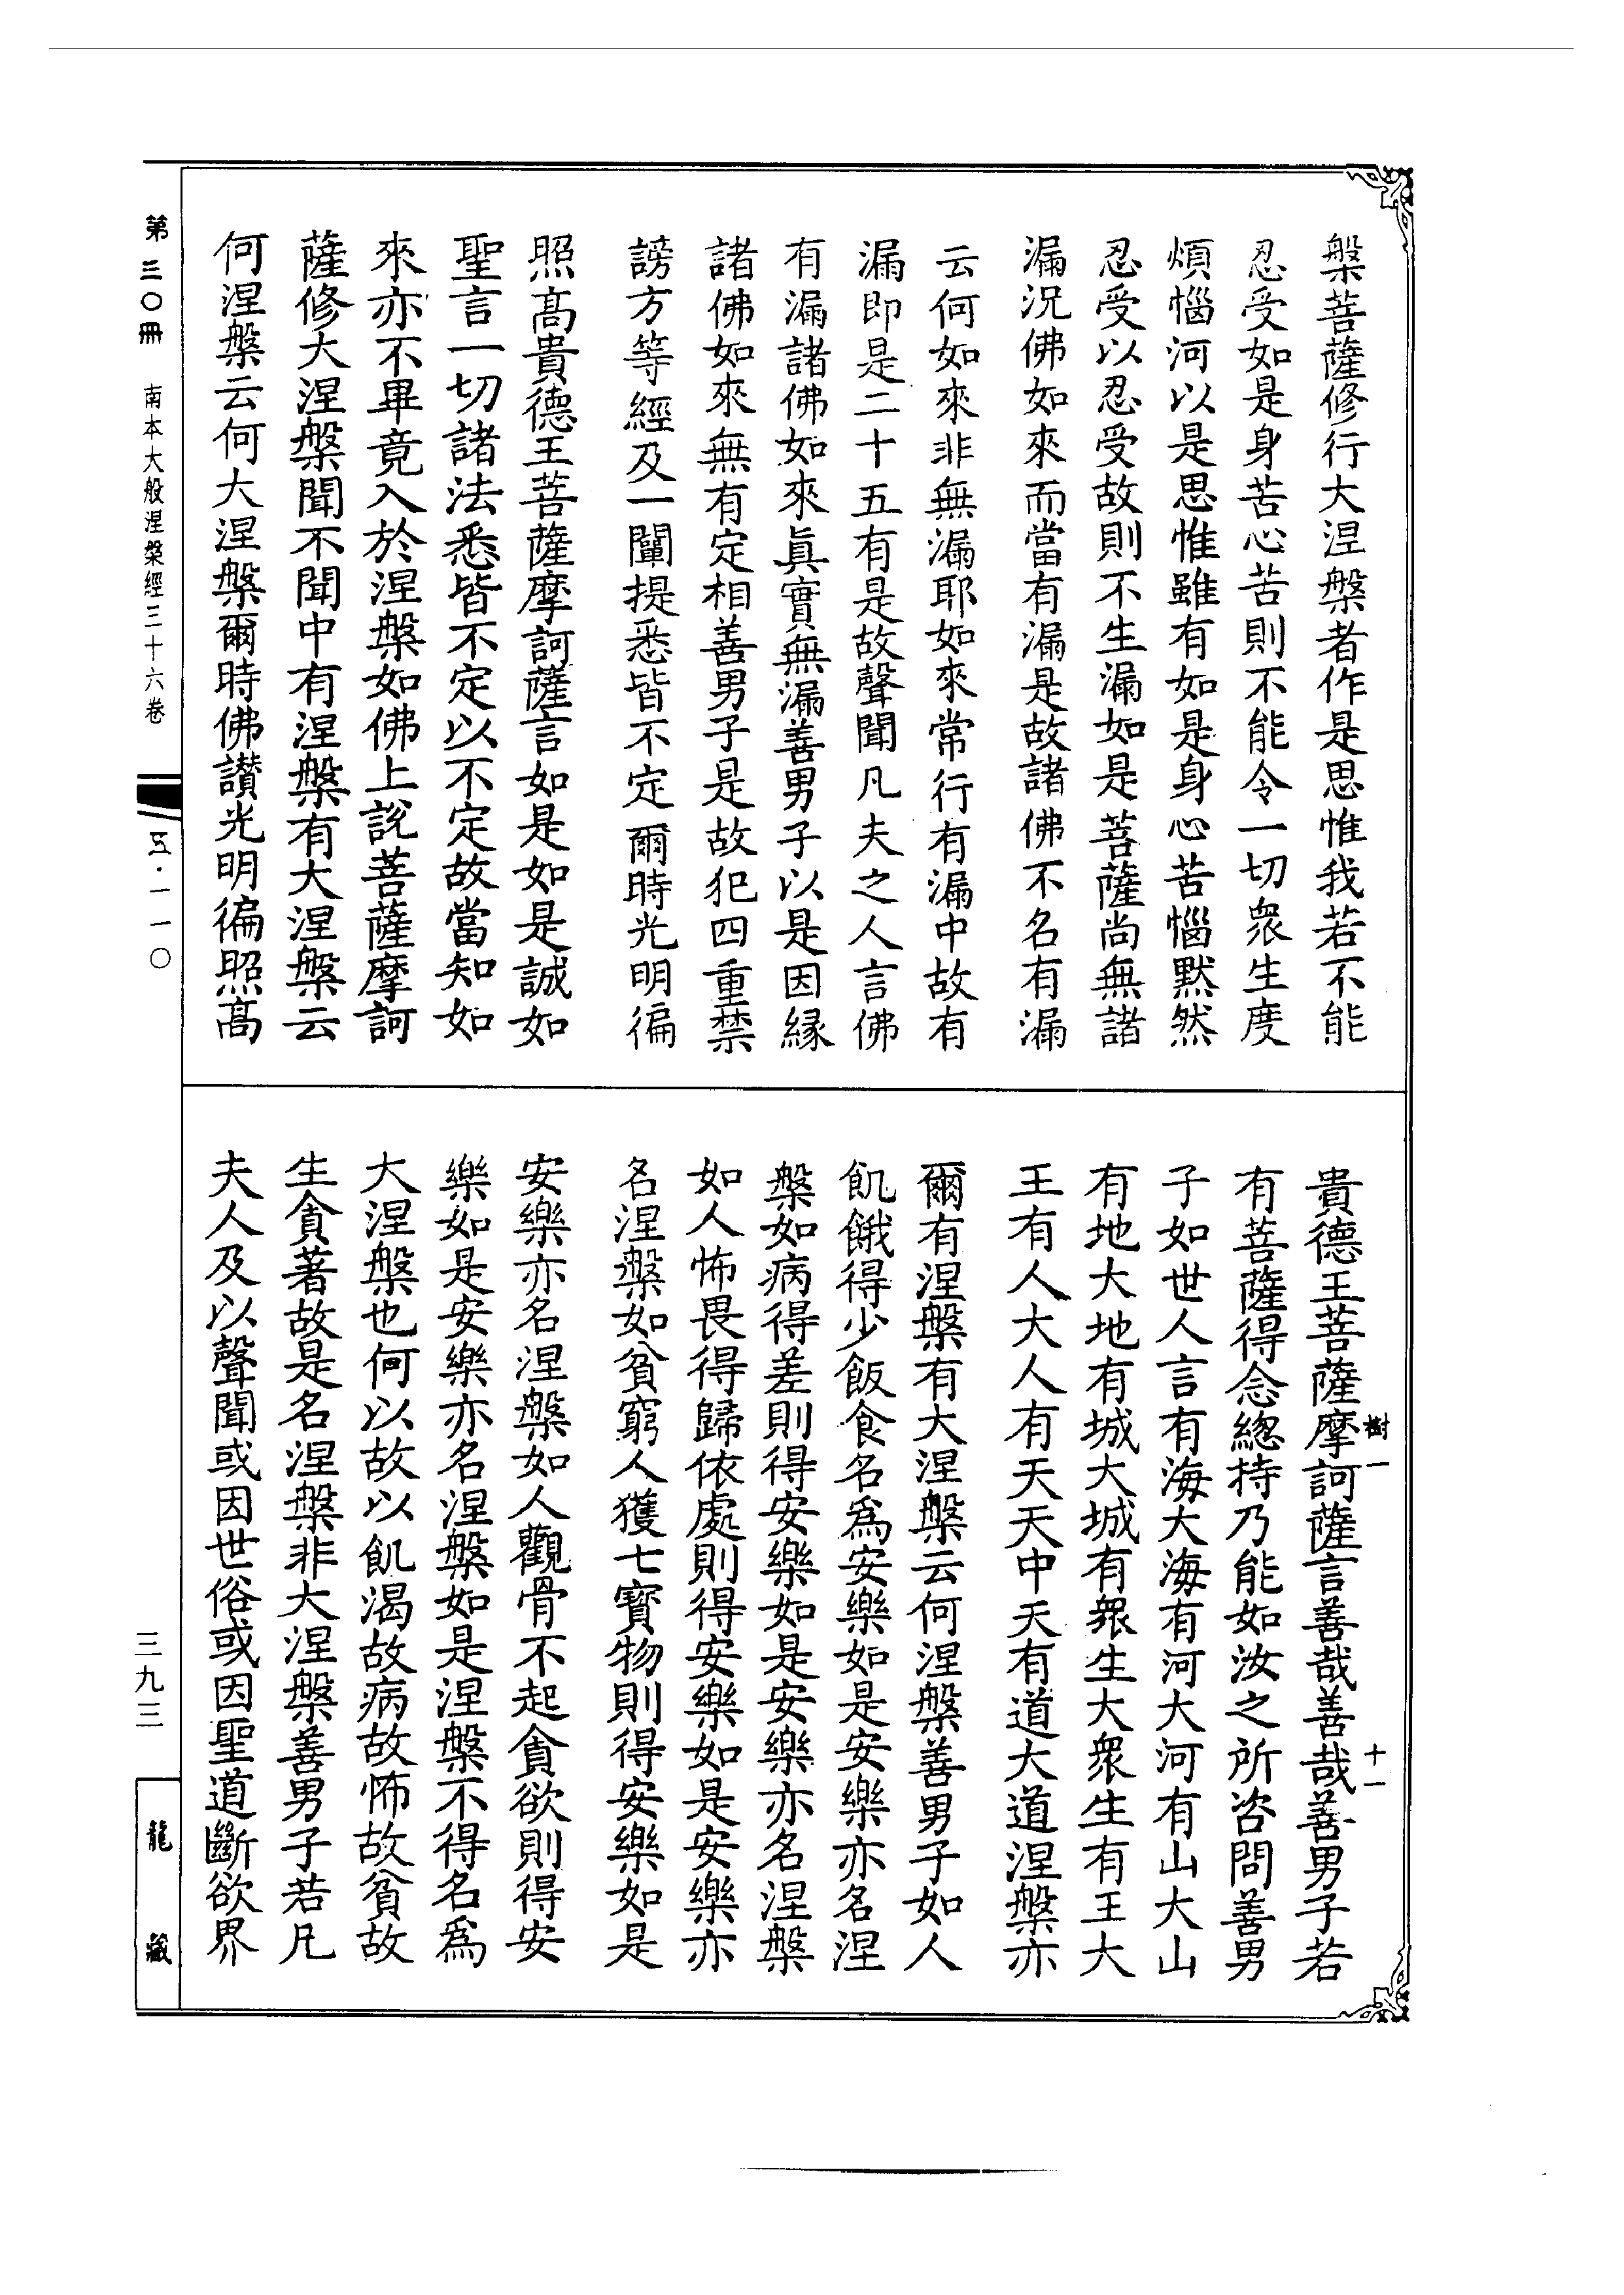 槃菩薩修行大涅槃者作是思惟我若不能
忍受如是身苦心苦則不能令一切衆生度
煩惱河以是思惟雖有如是身心苦惱默然
忍受以忍受故則不生漏如是菩薩尚無諸
漏況佛如來而當有漏是故諸佛不名有漏
云何如來非無漏耶如來常行有漏中故有
漏即是二十五有是故聲聞凡夫之人言佛
有漏諸佛如來眞實無漏善男子以是因緣
諸佛如來無有定相善男子是故犯四重禁
謗方等經及一闡提悉皆不定爾時光明徧
照髙貴德王菩薩摩訶薩言如是如是誠如
聖言一切諸法悉皆不定以不定故當知如
來亦不畢竟入於涅槃如佛上說菩薩摩訶
薩修大涅槃聞不聞中有涅槃有大涅槃云
何涅槃云何大涅槃爾時佛讃光明徧照髙
貴德王菩薩摩訶薩言善哉善哉善男子若
有菩薩得念緫持乃能如汝之所咨問善男
子如世人言有海大海有河大河有山大山
有地大地有城大城有衆生大衆生有王大
王有人大人有天天中天有道大道涅槃亦
爾有涅槃有大涅槃云何涅槃善男子如人
飢餓得少飯食名爲安樂如是安樂亦名涅
槃如病得差則得安樂如是安樂亦名涅槃
如人怖畏得歸依處則得安樂如是安樂亦
名涅槃如貧窮人獲七寳物則得安樂如是
安樂亦名涅槃如人觀骨不起貪欲則得安
樂如是安樂亦名涅槃如是涅槃不得名爲
大涅槃也何以故以飢渴故病故怖故貧故
生貪著故是名涅槃非大涅槃善男子若凡
夫人及以聲聞或因世俗或因聖道斷欲界
樹一
十一
第三〇冊 南本大般涅槃經三十六卷
五·一一〇
三九三
龍藏